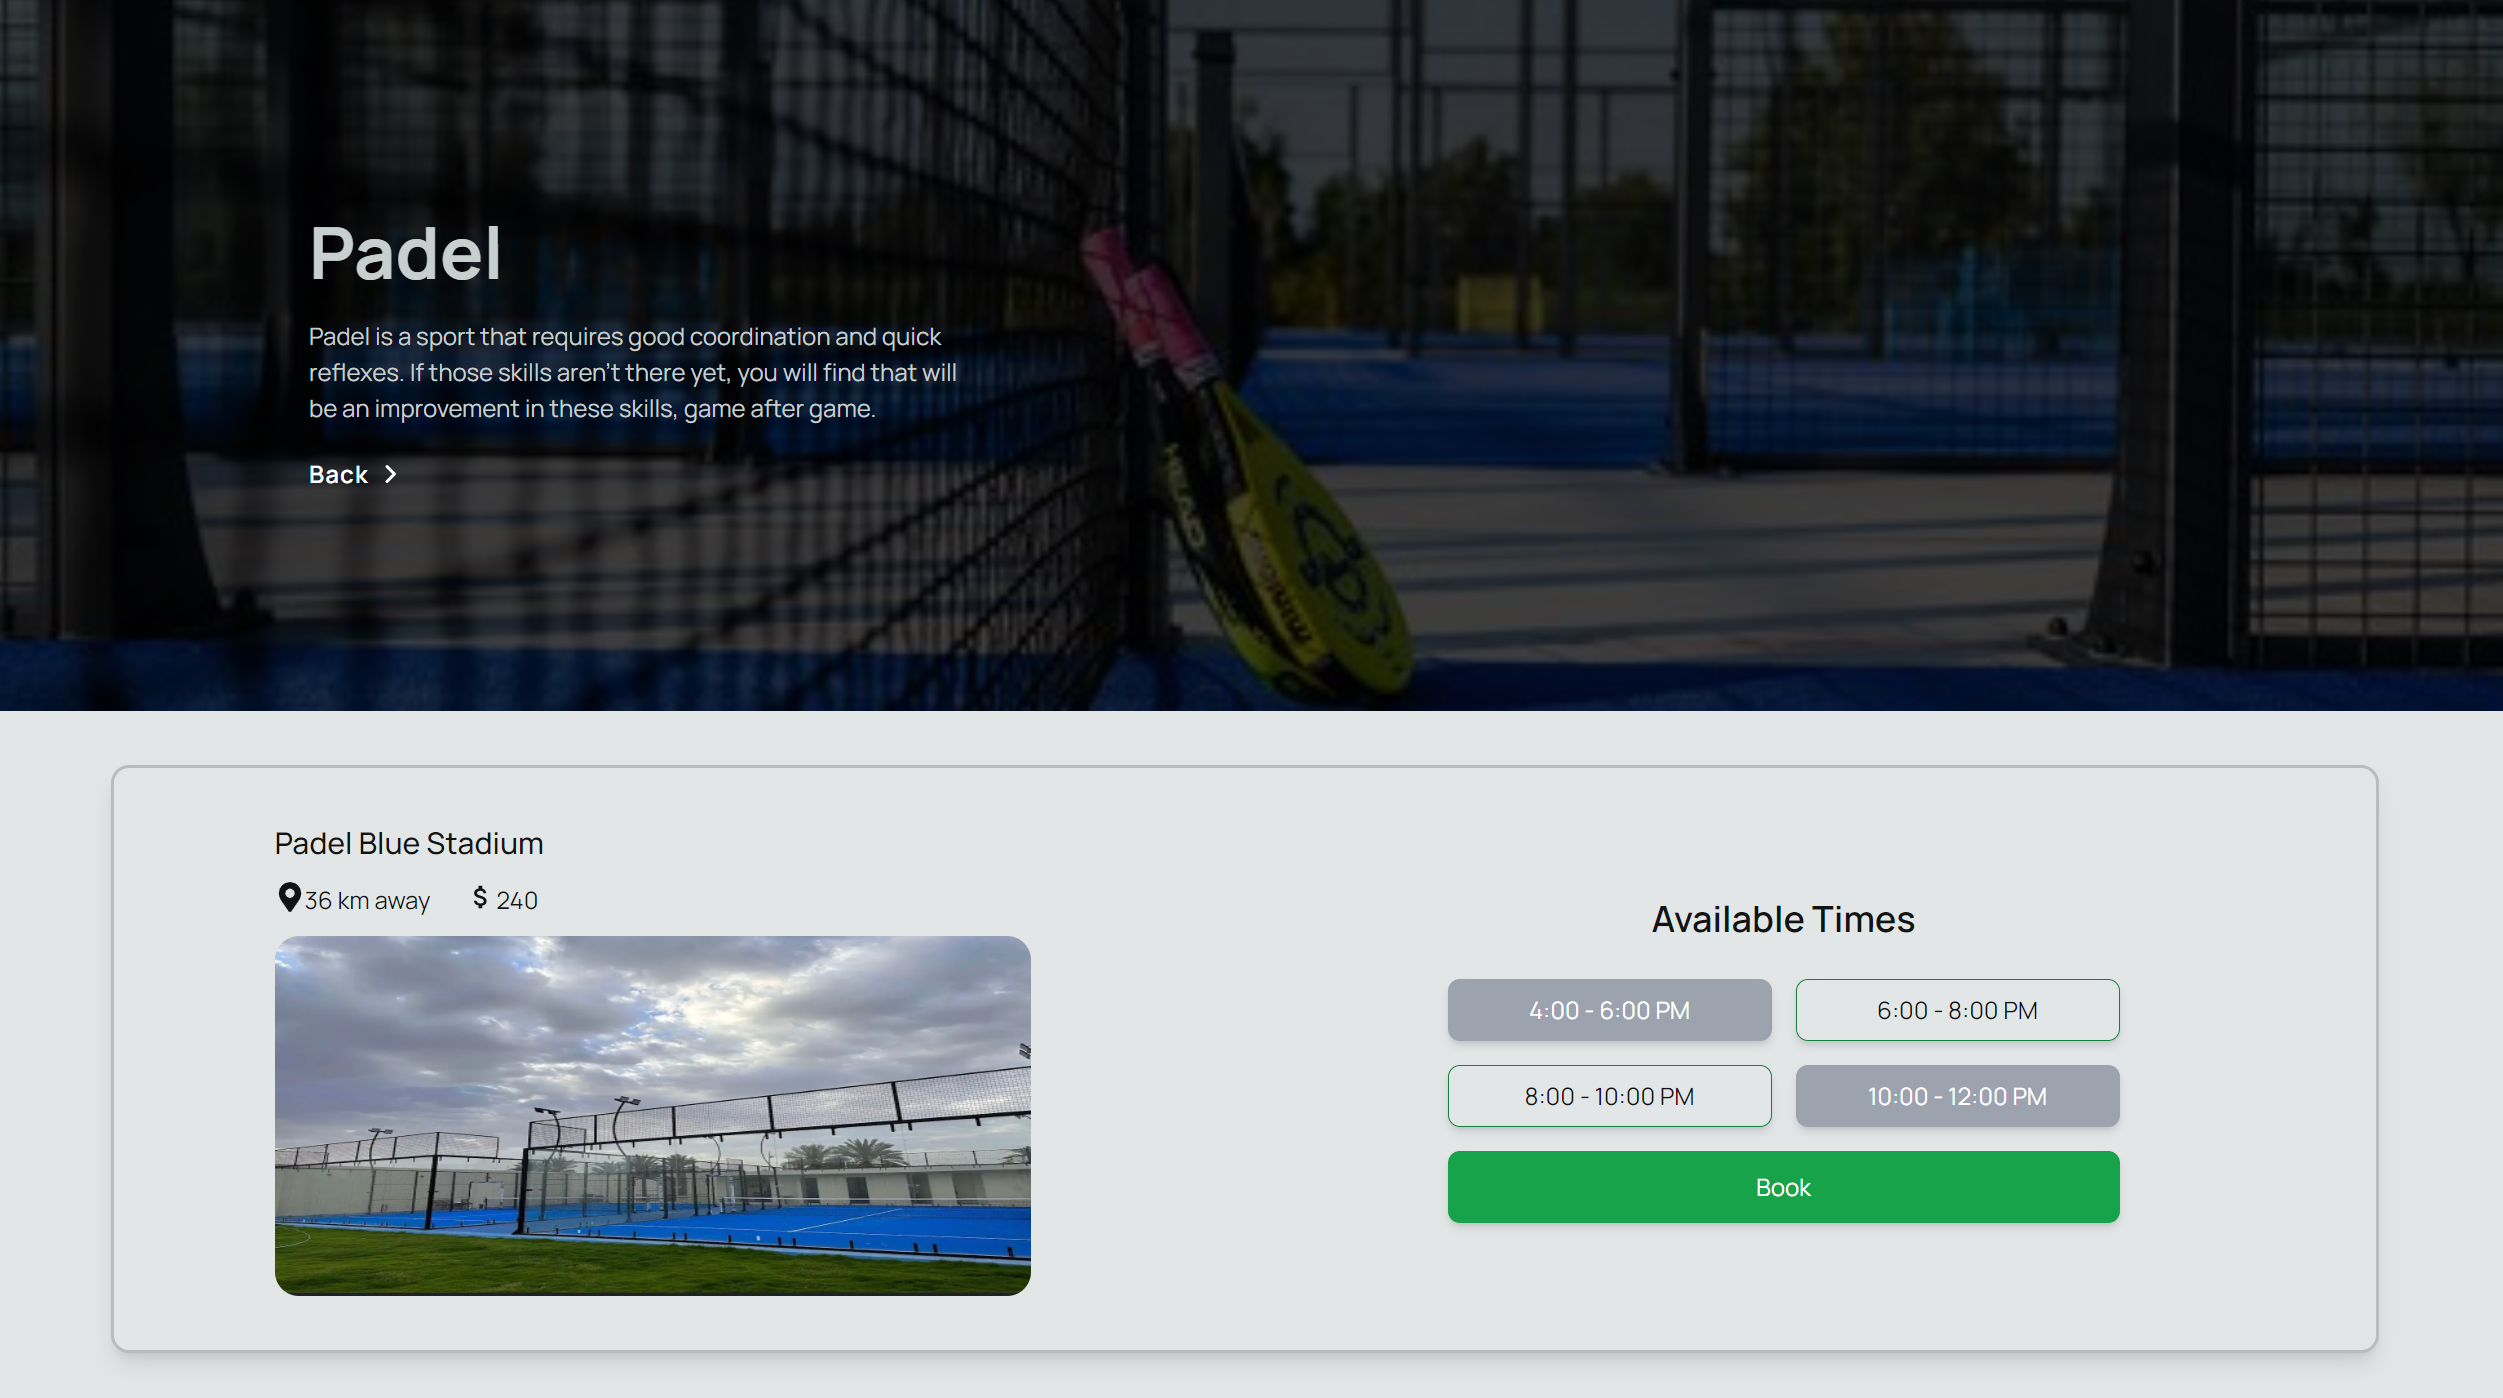 Padel
Padel is a sport that requires good coordination and quick
reflexes. If those skills aren't there yet, you will find that will
be an improvement in these skills, game after game.
Back
HEAD
Padel Blue Stadium
36 km away $ 240
Available Times
4:00 - 6:00 PM 6:00 - 8:00 PM
8:00 - 10:00 PM 10:00 - 12:00 PM
Book